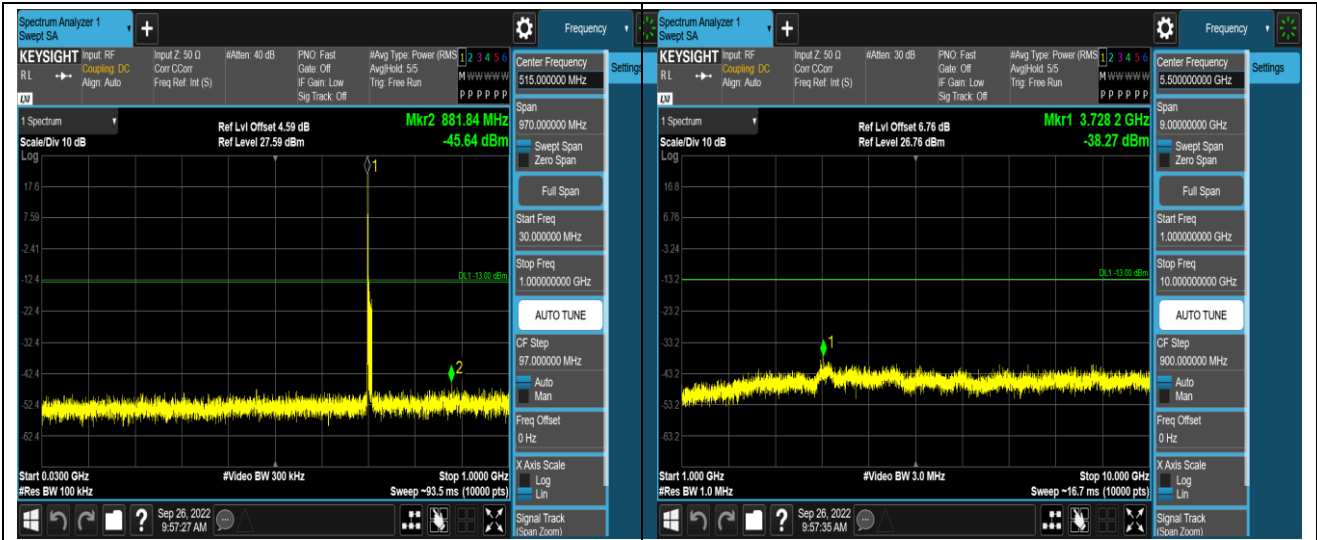 Spectrum Analyzer 1
Swept SA
Frequency
KEYSIGHT
RL
LXI
Input: RF
Coupling: DC
Align: Auto
Input Z: 50 Ω
Corr CCorr
Freq Ref: Int (S)
#Atten: 40 dB
PNO: Fast
Gate: Off
IF Gain: Low
Sig Track: Off
#Avg Type: Power (RMS
Avg|Hold: 5/5
Trig: Free Run
1 2 3 4 5 6
M W W W W W
P P P P P P
1 Spectrum
Scale/Div 10 dB
Log
Ref Lvl Offset 4.59 dB
Ref Level 27.59 dBm
Mkr2 881.84 MHz
-45.64 dBm
1
17.6
7.59
-2.41
DL1 -13.00 dBm
-12.4
-22.4
-32.4
2
-42.4
-52.4
-62.4
Start 0.0300 GHz
#Res BW 100 kHz
#Video BW 300 kHz
Stop 1.0000 GHz
Sweep ~93.5 ms (10000 pts)
Sep 26, 2022
9:57:27 AM
Center Frequency
515.000000 MHz
Settings
Span
970.000000 MHz
Swept Span
Zero Span
Full Span
Start Freq
30.000000 MHz
Stop Freq
1.000000000 GHz
AUTO TUNE
CF Step
97.000000 MHz
Auto
Man
Freq Offset
0 Hz
X Axis Scale
Log
Lin
Signal Track
(Span Zoom)
Spectrum Analyzer 1
Swept SA
Frequency
KEYSIGHT
RL
LXI
Input: RF
Coupling: DC
Align: Auto
Input Z: 50 Ω
Corr CCorr
Freq Ref: Int (S)
#Atten: 30 dB
PNO: Fast
Gate: Off
IF Gain: Low
Sig Track: Off
#Avg Type: Power (RMS
Avg|Hold: 5/5
Trig: Free Run
1 2 3 4 5 6
M W W W W W
P P P P P P
1 Spectrum
Scale/Div 10 dB
Log
Ref Lvl Offset 6.76 dB
Ref Level 26.76 dBm
Mkr1 3.728 2 GHz
-38.27 dBm
16.8
6.76
-3.24
DL1 -13.00 dBm
-13.2
-23.2
-33.2
1
-43.2
-53.2
-63.2
Start 1.000 GHz
#Res BW 1.0 MHz
#Video BW 3.0 MHz
Stop 10.000 GHz
Sweep ~16.7 ms (10000 pts)
Sep 26, 2022
9:57:35 AM
Center Frequency
5.500000000 GHz
Settings
Span
9.00000000 GHz
Swept Span
Zero Span
Full Span
Start Freq
1.000000000 GHz
Stop Freq
10.000000000 GHz
AUTO TUNE
CF Step
900.000000 MHz
Auto
Man
Freq Offset
0 Hz
X Axis Scale
Log
Lin
Signal Track
(Span Zoom)